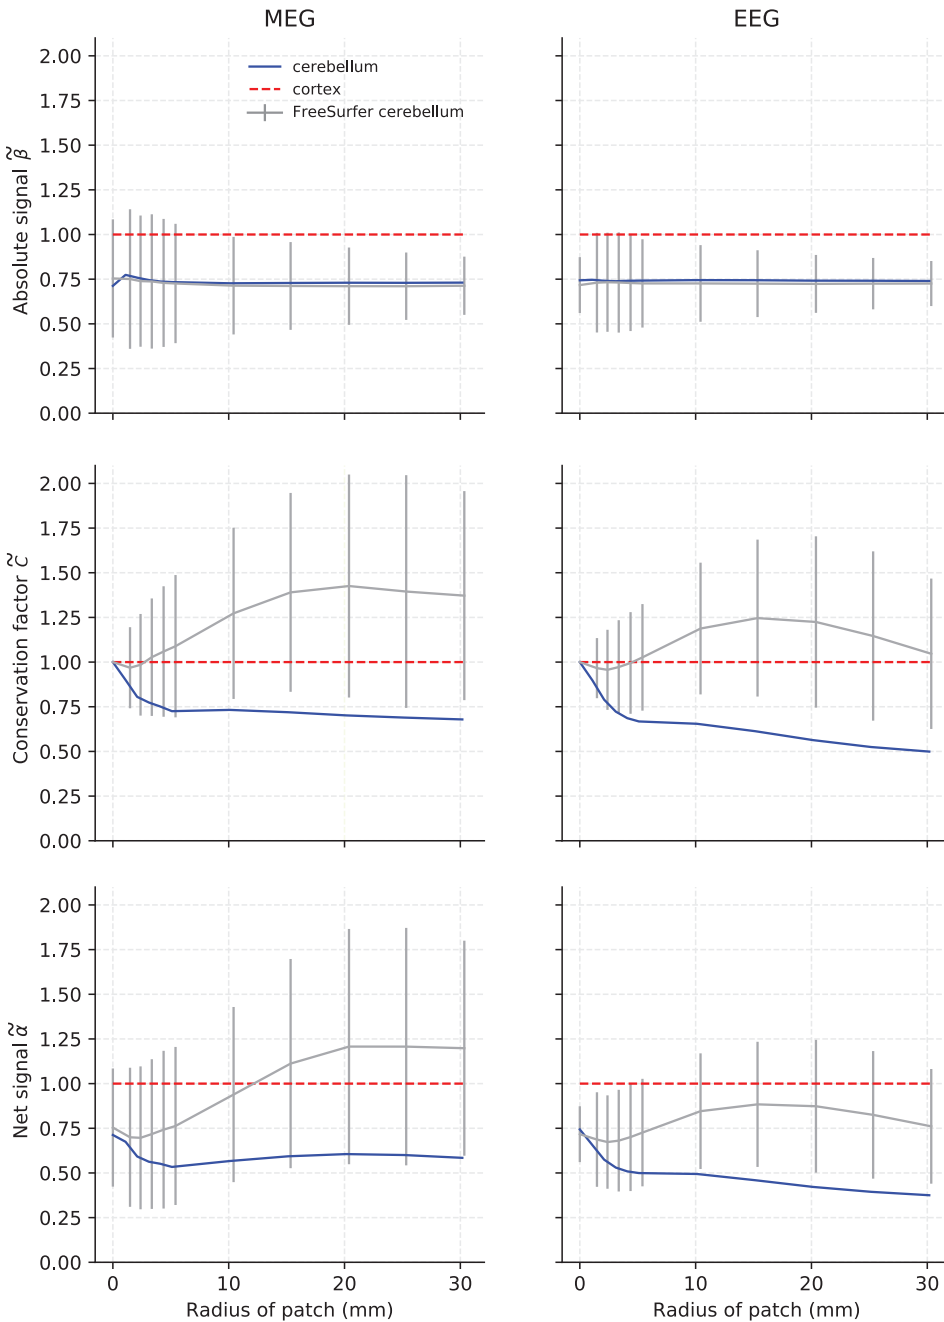 MEG
EEG
2.00
1.75
1.50
1.25
1.00
0.75
0.50
0.25
0.00
Absolute signal β̃
cerebellum
cortex
FreeSurfer cerebellum
2.00
1.75
1.50
1.25
1.00
0.75
0.50
0.25
0.00
Conservation factor C̃
2.00
1.75
1.50
1.25
1.00
0.75
0.50
0.25
0.00
Net signal α̃
0 10 20 30
Radius of patch (mm)
0 10 20 30
Radius of patch (mm)